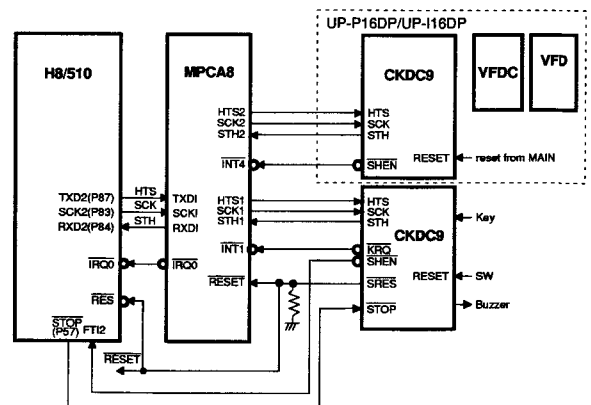 UP-P16DP/UP-I16DP
H8/510
MPCA8
CKDC9
VFDC
VFD
HTS2
SCK2
STH2
HTS
SCK
STH
INT4
SHEN
RESET
reset from MAIN
TXD2(P87)
HTS
TXDI
SCK2(P83)
SCK
SCKI
RXD2(P84)
STH
RXDI
HTS1
SCK1
STH1
HTS
SCK
STH
Key
CKDC9
INT1
KRQ
SHEN
IRQ0
IRQ0
RESET
SRES
RESET
SW
RES
STOP
Buzzer
STOP
(P57)
FTI2
RESET